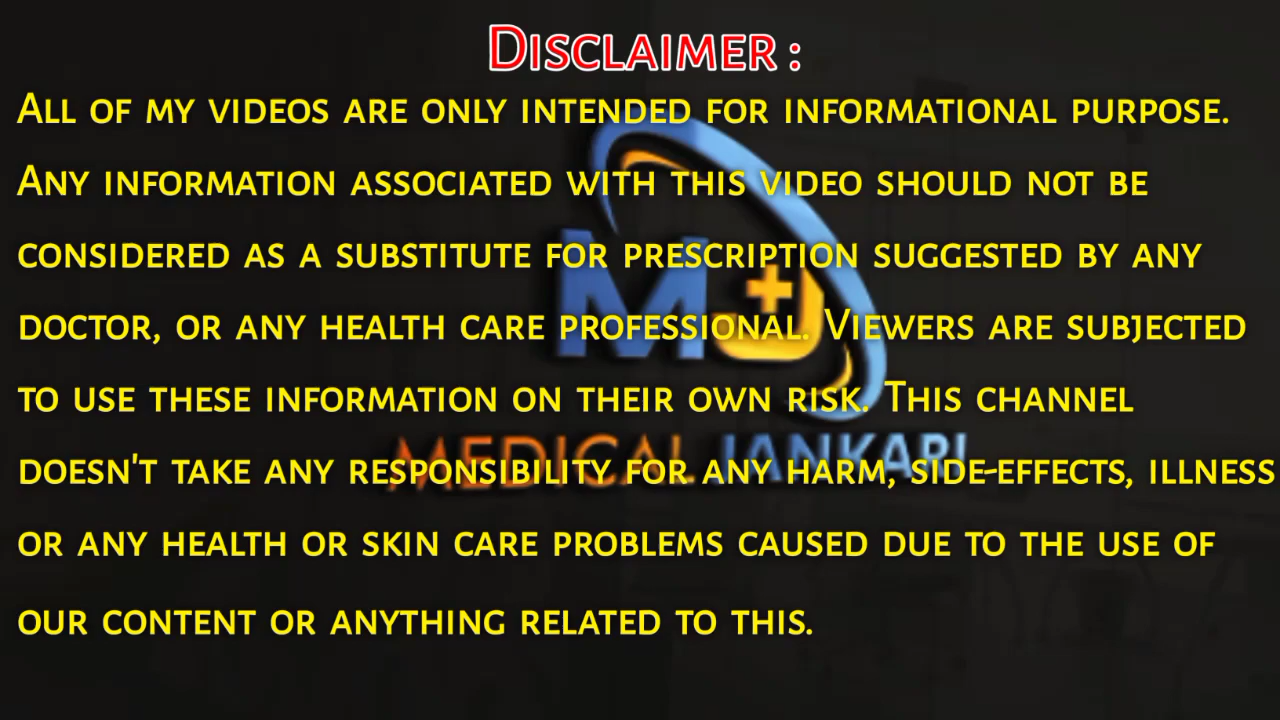 Disclaimer :
All of my videos are only intended for informational purpose.
Any information associated with this video should not be
considered as a substitute for prescription suggested by any
doctor, or any health care professional. Viewers are subjected
to use these information on their own risk. This channel
doesn't take any responsibility for any harm, side-effects, illness
or any health or skin care problems caused due to the use of
our content or anything related to this.
MJ
MEDICAL JANKARI